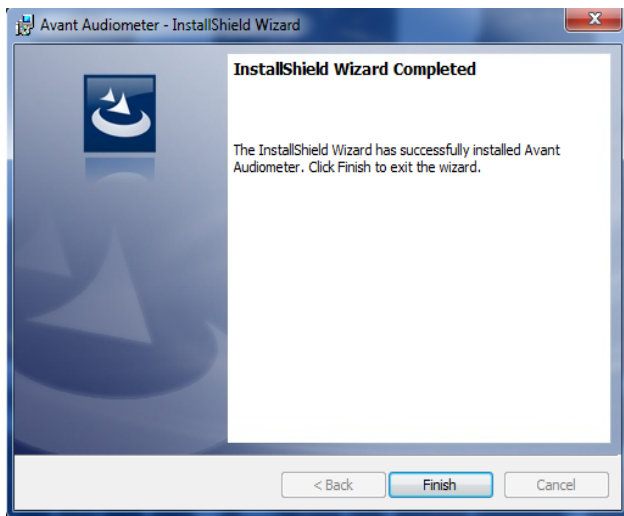 Avant Audiometer - InstallShield Wizard
InstallShield Wizard Completed
The InstallShield Wizard has successfully installed Avant
Audiometer. Click Finish to exit the wizard.
< Back
Finish
Cancel